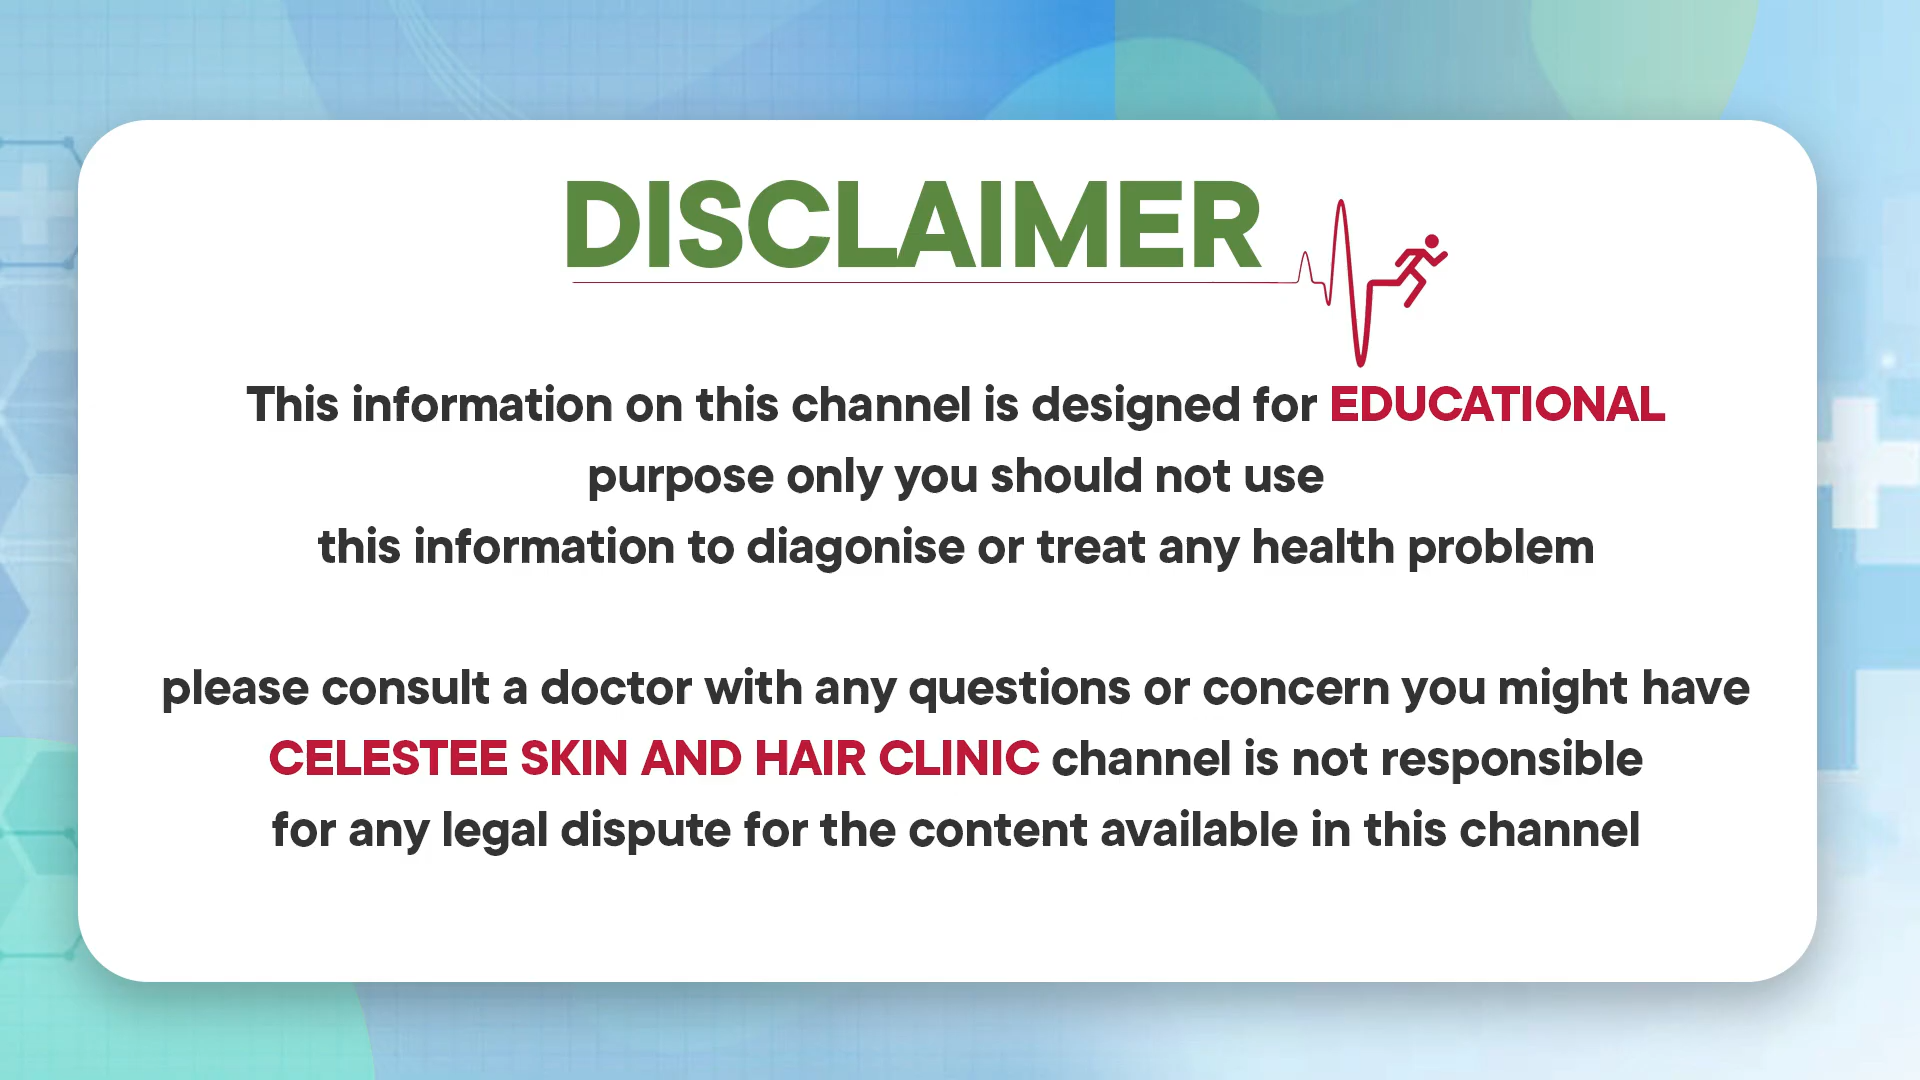 DISCLAIMER
This information on this channel is designed for EDUCATIONAL
purpose only you should not use
this information to diagonise or treat any health problem
please consult a doctor with any questions or concern you might have
CELESTEE SKIN AND HAIR CLINIC channel is not responsible
for any legal dispute for the content available in this channel